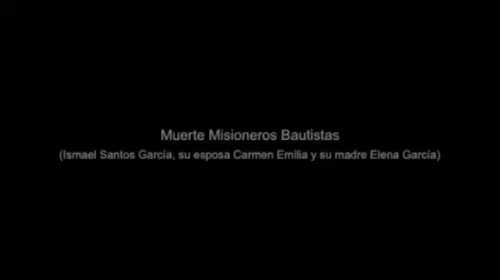 Muerte Misioneros Bautistas
(Ismael Santos García, su esposa Carmen Emilia y su madre Elena García)